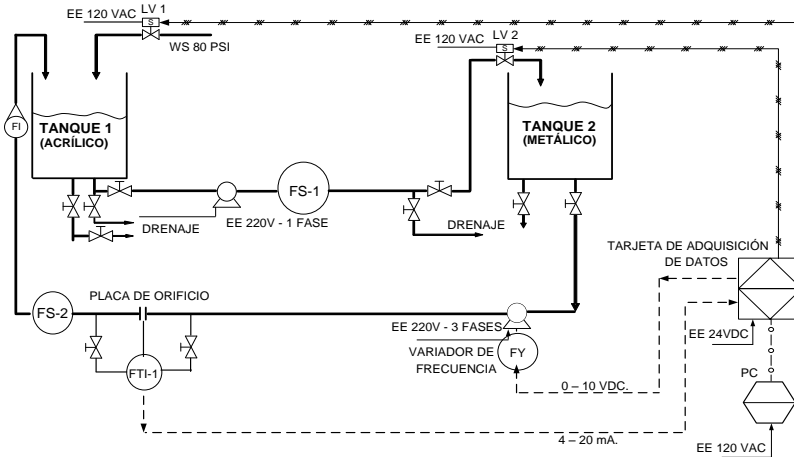 EE 120 VAC
LV 1
S
WS 80 PSI
EE 120 VAC
LV 2
S
FI
TANQUE 1
(ACRÍLICO)
TANQUE 2
(METÁLICO)
FS-1
DRENAJE
EE 220V - 1 FASE
DRENAJE
TARJETA DE ADQUISICIÓN
DE DATOS
FS-2
PLACA DE ORIFICIO
FTI-1
EE 220V - 3 FASES
VARIADOR DE
FRECUENCIA
FY
0 – 10 VDC.
4 – 20 mA.
EE 24VDC
PC
EE 120 VAC